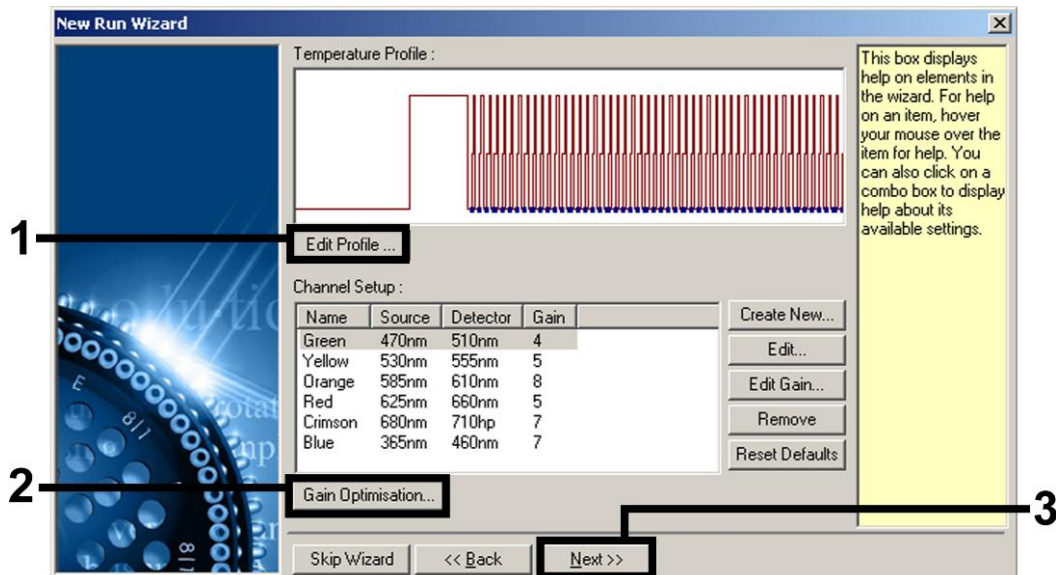 New Run Wizard
Temperature Profile :
1
Edit Profile ...
Channel Setup :
Name Source Detector Gain
Green 470nm 510nm 4
Yellow 530nm 555nm 5
Orange 585nm 610nm 8
Red 625nm 660nm 5
Crimson 680nm 710hp 7
Blue 365nm 460nm 7
Create New...
Edit...
Edit Gain...
Remove
Reset Defaults
2
Gain Optimisation...
3
Skip Wizard << Back Next >>
This box displays
help on elements in
the wizard. For help
on an item, hover
your mouse over the
item for help. You
can also click on a
combo box to display
help about its
available settings.